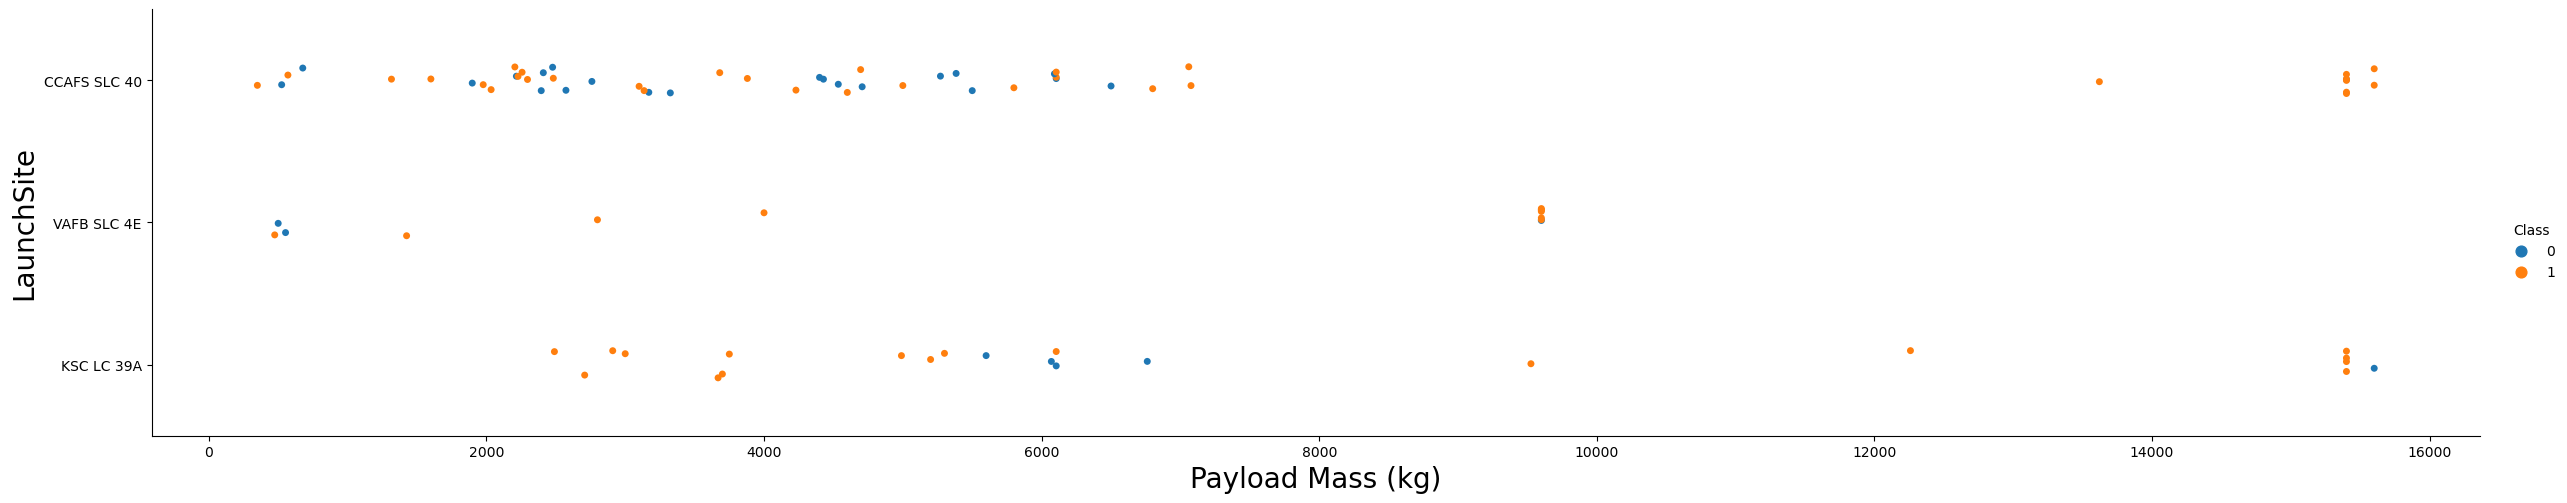 LaunchSite
CCAFS SLC 40
VAFB SLC 4E
KSC LC 39A
0 2000 4000 6000 8000 10000 12000 14000 16000
Payload Mass (kg)
Class
0
1